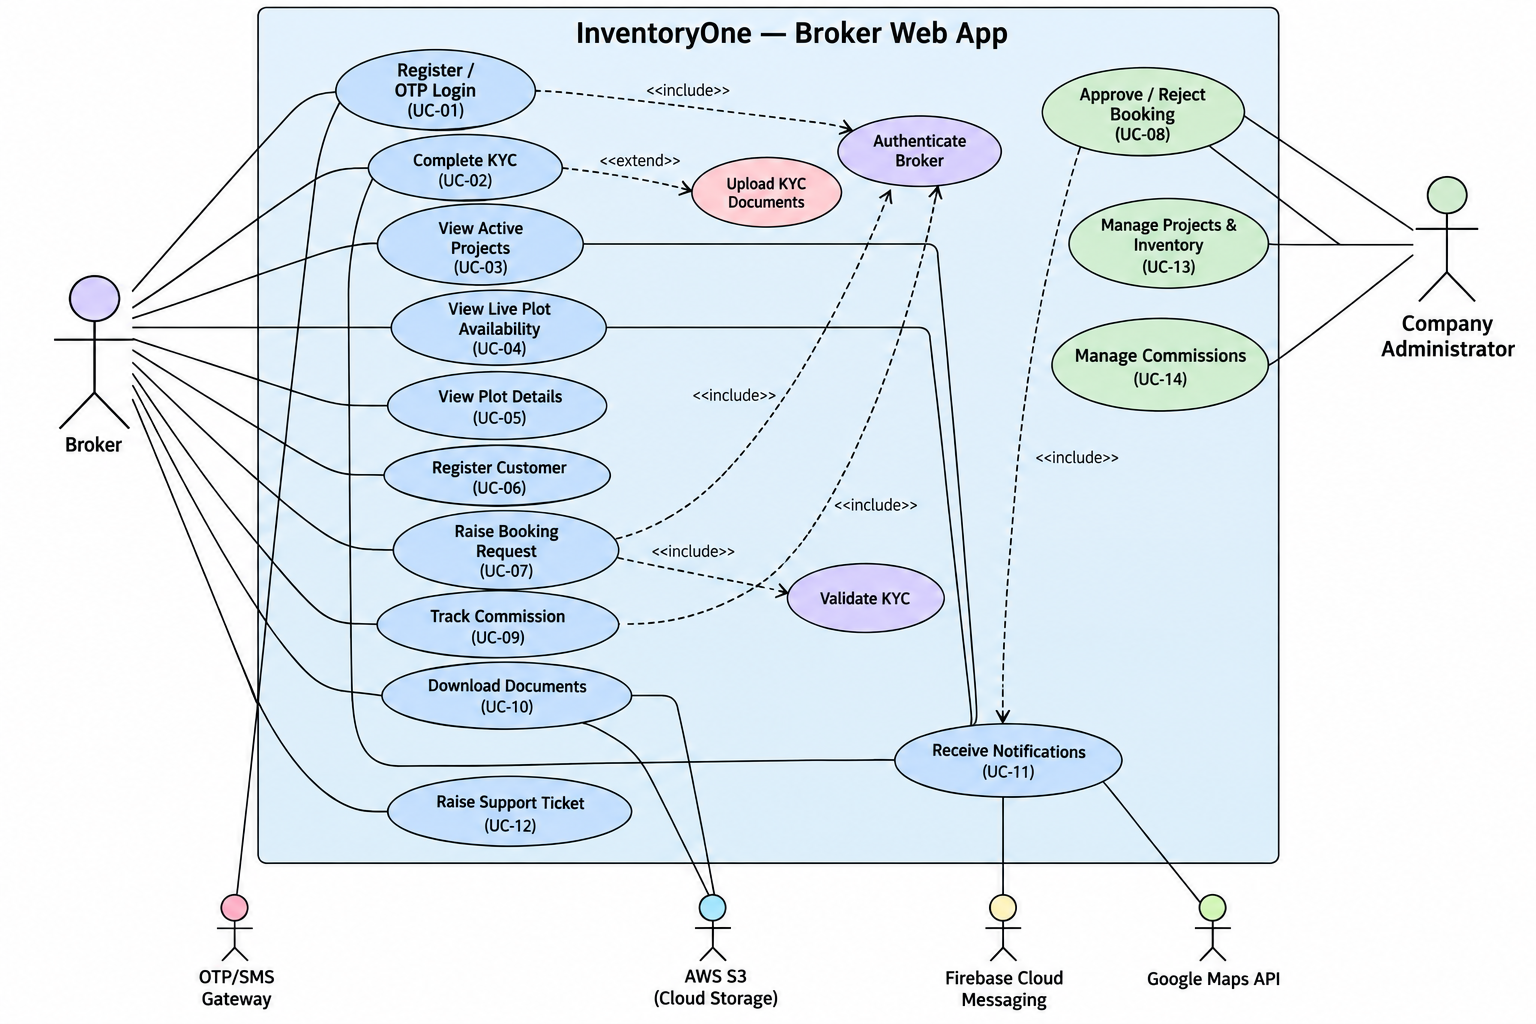 InventoryOne — Broker Web App
Register /
OTP Login
(UC-01)
<<include>>
Authenticate
Broker
Approve / Reject
Booking
(UC-08)
Complete KYC
(UC-02)
<<extend>>
Upload KYC
Documents
View Active
Projects
(UC-03)
Manage Projects &
Inventory
(UC-13)
View Live Plot
Availability
(UC-04)
Company
Administrator
Manage Commissions
(UC-14)
Broker
View Plot Details
(UC-05)
<<include>>
Register Customer
(UC-06)
<<include>>
<<include>>
Raise Booking
Request
(UC-07)
<<include>>
Validate KYC
Track Commission
(UC-09)
Download Documents
(UC-10)
Receive Notifications
(UC-11)
Raise Support Ticket
(UC-12)
OTP/SMS
Gateway
AWS S3
(Cloud Storage)
Firebase Cloud
Messaging
Google Maps API